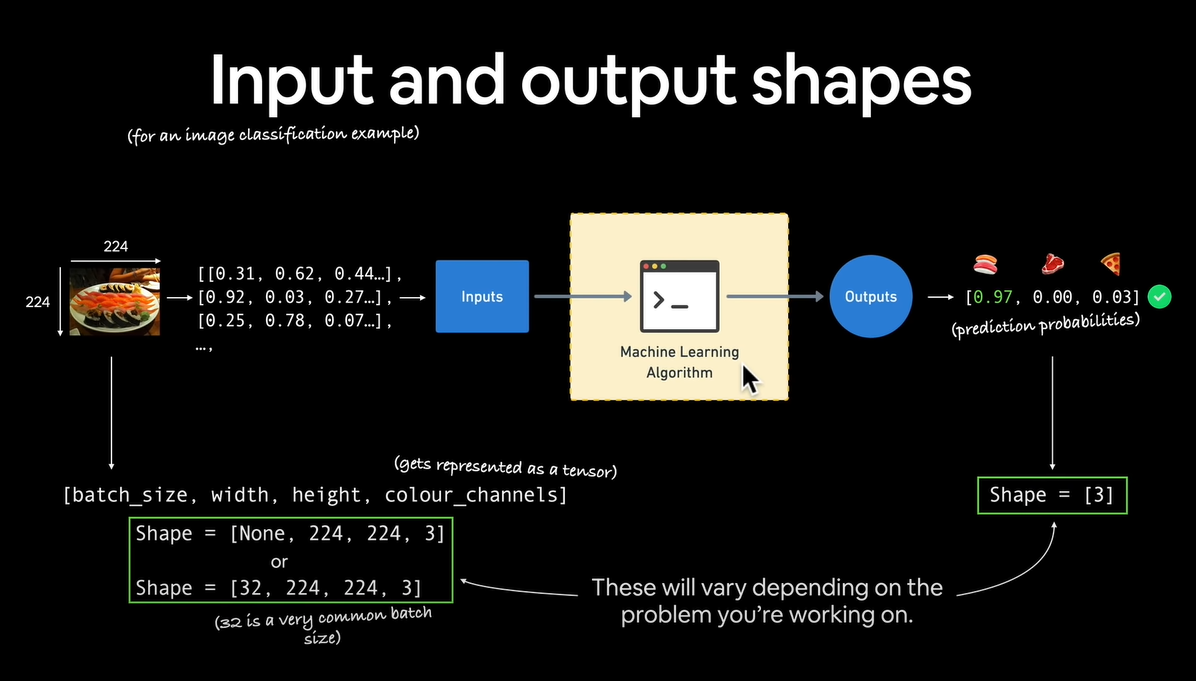 Input and output shapes
(for an image classification example)
224
224
[[0.31, 0.62, 0.44…],
[0.92, 0.03, 0.27…],
[0.25, 0.78, 0.07…],
…,
Inputs
Machine Learning
Algorithm
Outputs
[0.97, 0.00, 0.03]
(prediction probabilities)
(gets represented as a tensor)
[batch_size, width, height, colour_channels]
Shape = [None, 224, 224, 3]
or
Shape = [32, 224, 224, 3]
(32 is a very common batch
size)
Shape = [3]
These will vary depending on the
problem you’re working on.